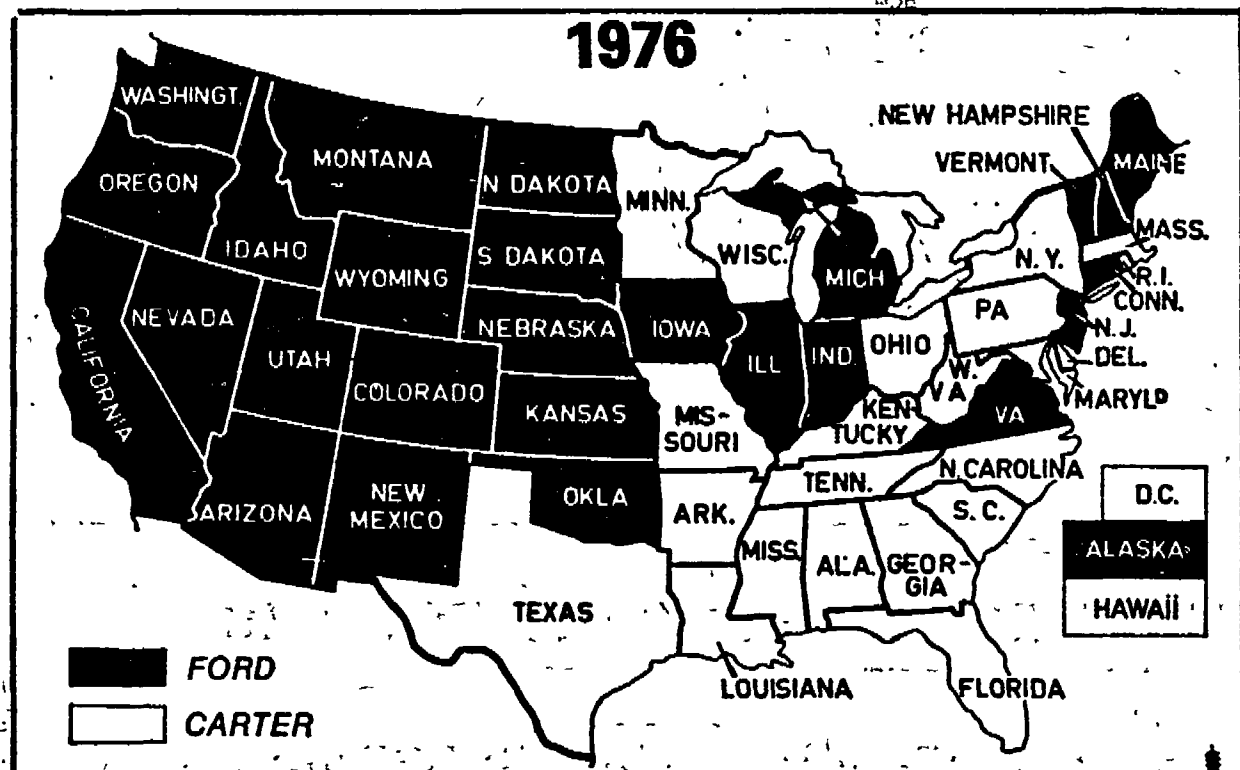 1976
WASHINGT.
OREGON
CALIFORNIA
NEVADA
IDAHO
MONTANA
WYOMING
UTAH
COLORADO
ARIZONA
NEW
MEXICO
N DAKOTA
S DAKOTA
NEBRASKA
KANSAS
OKLA
TEXAS
MINN.
IOWA
MIS-
SOURI
ARK.
LOUISIANA
WISC.
ILL
MICH
IND.
OHIO
KEN-
TUCKY
TENN.
MISS.
ALA.
GEOR-
GIA
FLORIDA
S. C.
N. CAROLINA
VA
W.
VA
PA
N. Y.
NEW HAMPSHIRE
VERMONT
MAINE
MASS.
R.I.
CONN.
N. J.
DEL.
MARYLD
D.C.
ALASKA
HAWAII
FORD
CARTER